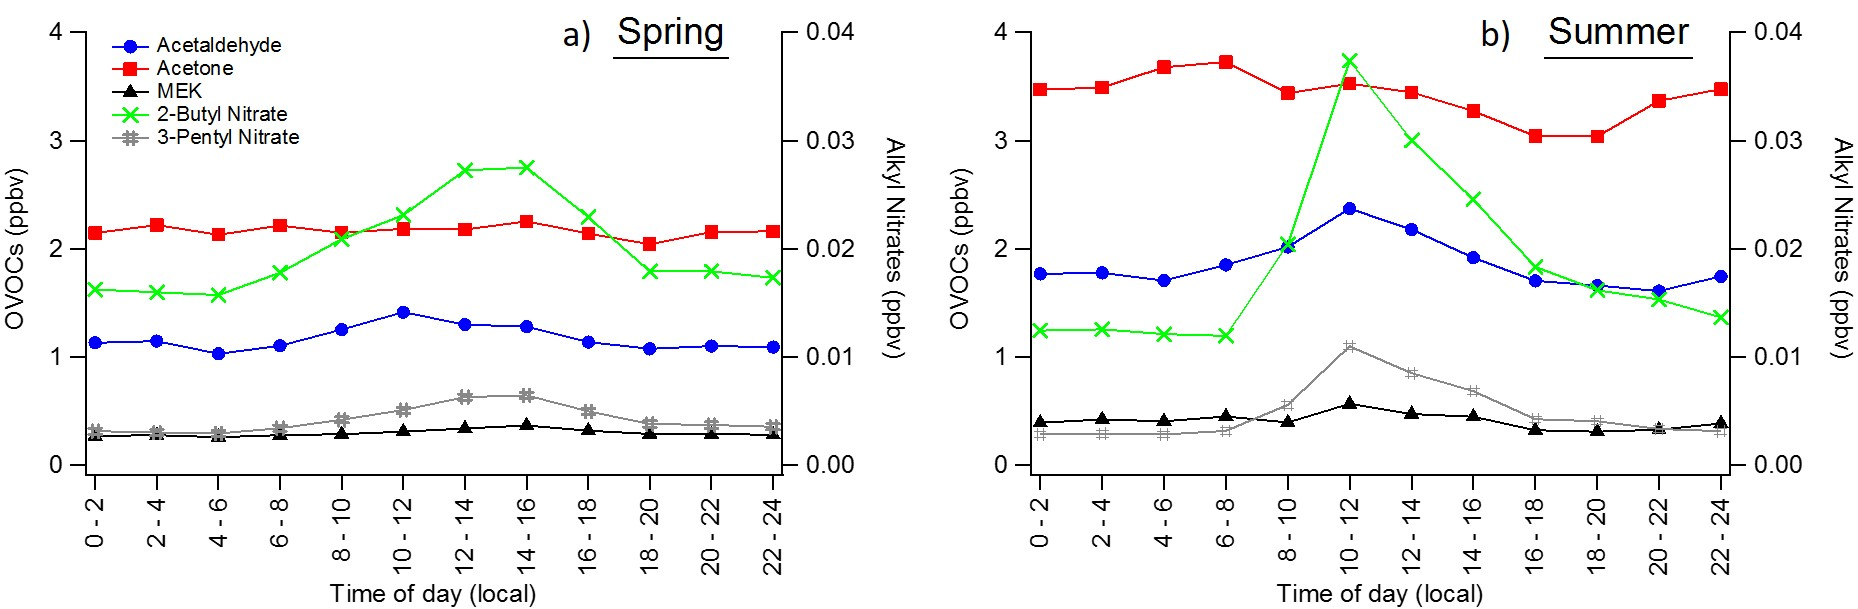 a) Spring
Acetaldehyde
Acetone
MEK
2-Butyl Nitrate
3-Pentyl Nitrate
4
3
2
1
0
OVOCs (ppbv)
0.04
0.03
0.02
0.01
0.00
Alkyl Nitrates (ppbv)
0 - 2
2 - 4
4 - 6
6 - 8
8 - 10
10 - 12
12 - 14
14 - 16
16 - 18
18 - 20
20 - 22
22 - 24
Time of day (local)
b) Summer
4
3
2
1
0
OVOCs (ppbv)
0.04
0.03
0.02
0.01
0.00
Alkyl Nitrates (ppbv)
0 - 2
2 - 4
4 - 6
6 - 8
8 - 10
10 - 12
12 - 14
14 - 16
16 - 18
18 - 20
20 - 22
22 - 24
Time of day (local)